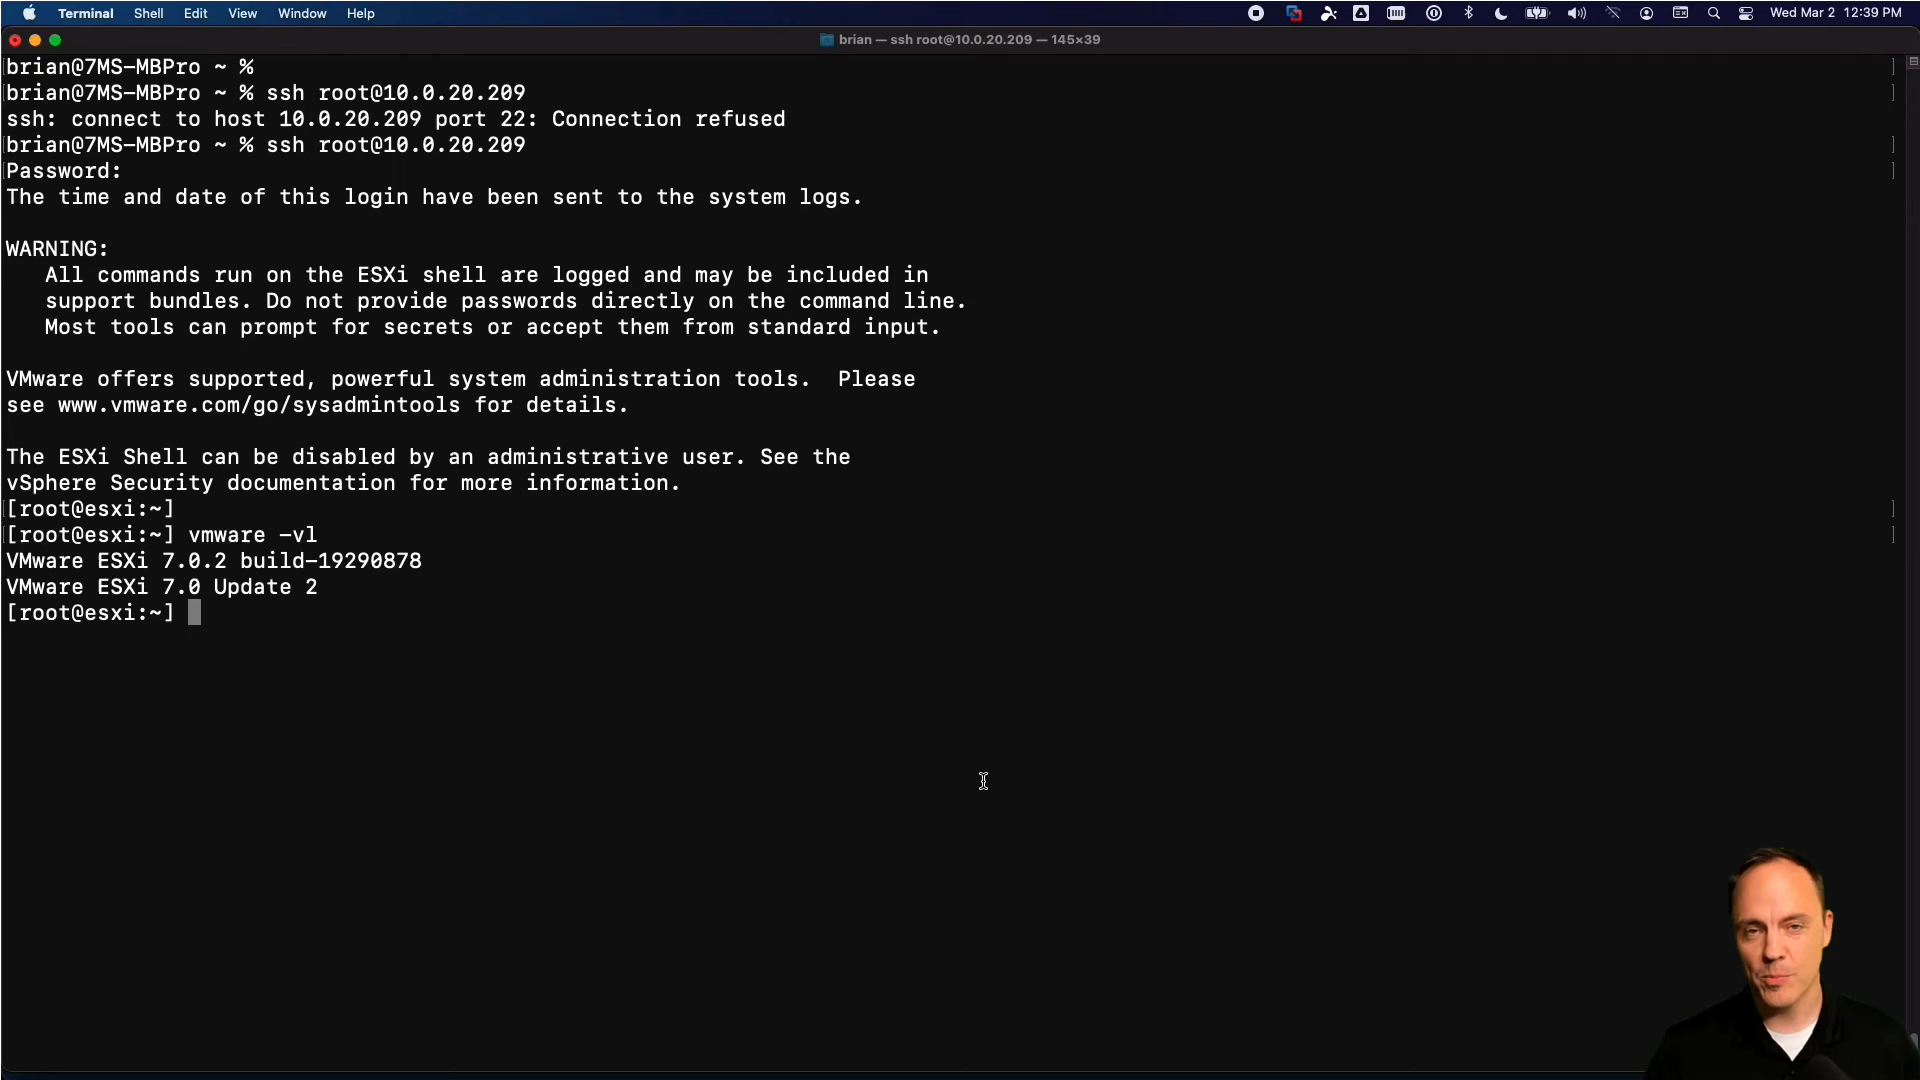 Terminal Shell Edit View Window Help Wed Mar 2 12:39 PM
brian — ssh root@10.0.20.209 — 145×39
brian@7MS-MBPro ~ %
brian@7MS-MBPro ~ % ssh root@10.0.20.209
ssh: connect to host 10.0.20.209 port 22: Connection refused
brian@7MS-MBPro ~ % ssh root@10.0.20.209
Password:
The time and date of this login have been sent to the system logs.
WARNING:
All commands run on the ESXi shell are logged and may be included in
support bundles. Do not provide passwords directly on the command line.
Most tools can prompt for secrets or accept them from standard input.
VMware offers supported, powerful system administration tools.  Please
see www.vmware.com/go/sysadmintools for details.
The ESXi Shell can be disabled by an administrative user. See the
vSphere Security documentation for more information.
[root@esxi:~]
[root@esxi:~] vmware -vl
VMware ESXi 7.0.2 build-19290878
VMware ESXi 7.0 Update 2
[root@esxi:~]